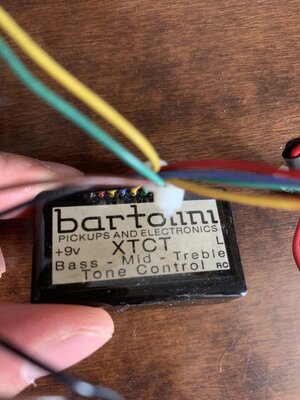 bartolini
PICKUPS AND ELECTRONICS
+9v XTCT L
Bass - Mid - Treble
Tone Control RC